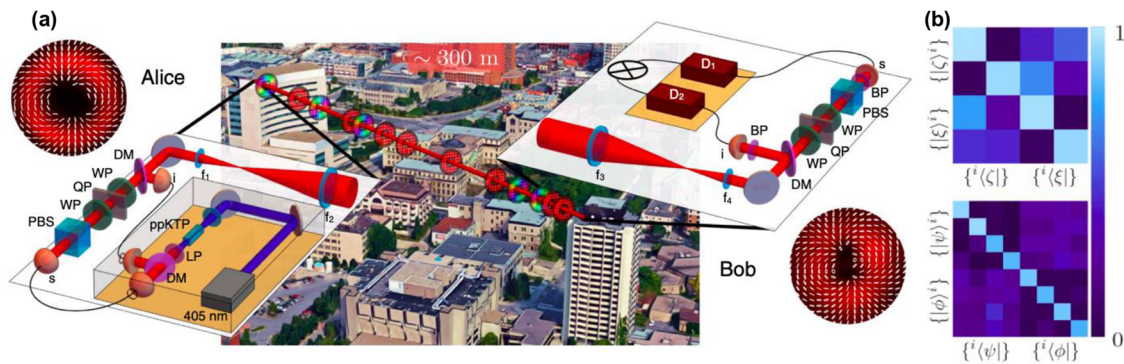 (a)
Alice
~ 300 m
D₁
D₂
s
BP
PBS
WP
QP
WP
BP
i
DM
f₃
f₄
DM
WP
QP
WP
PBS
s
i
f₁
f₂
ppKTP
LP
DM
405 nm
Bob
(b)
1
0
{|ζ⟩ⁱ}
{|ξ⟩ⁱ}
{ⁱ⟨ζ|} {ⁱ⟨ξ|}
{|ψ⟩ⁱ}
{|ϕ⟩ⁱ}
{ⁱ⟨ψ|} {ⁱ⟨ϕ|}